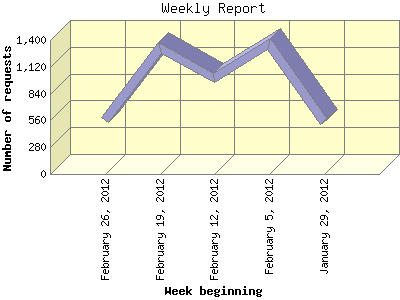 Weekly Report
Number of requests
1,400
1,120
840
560
280
0
February 26, 2012
February 19, 2012
February 12, 2012
February 5, 2012
January 29, 2012
Week beginning